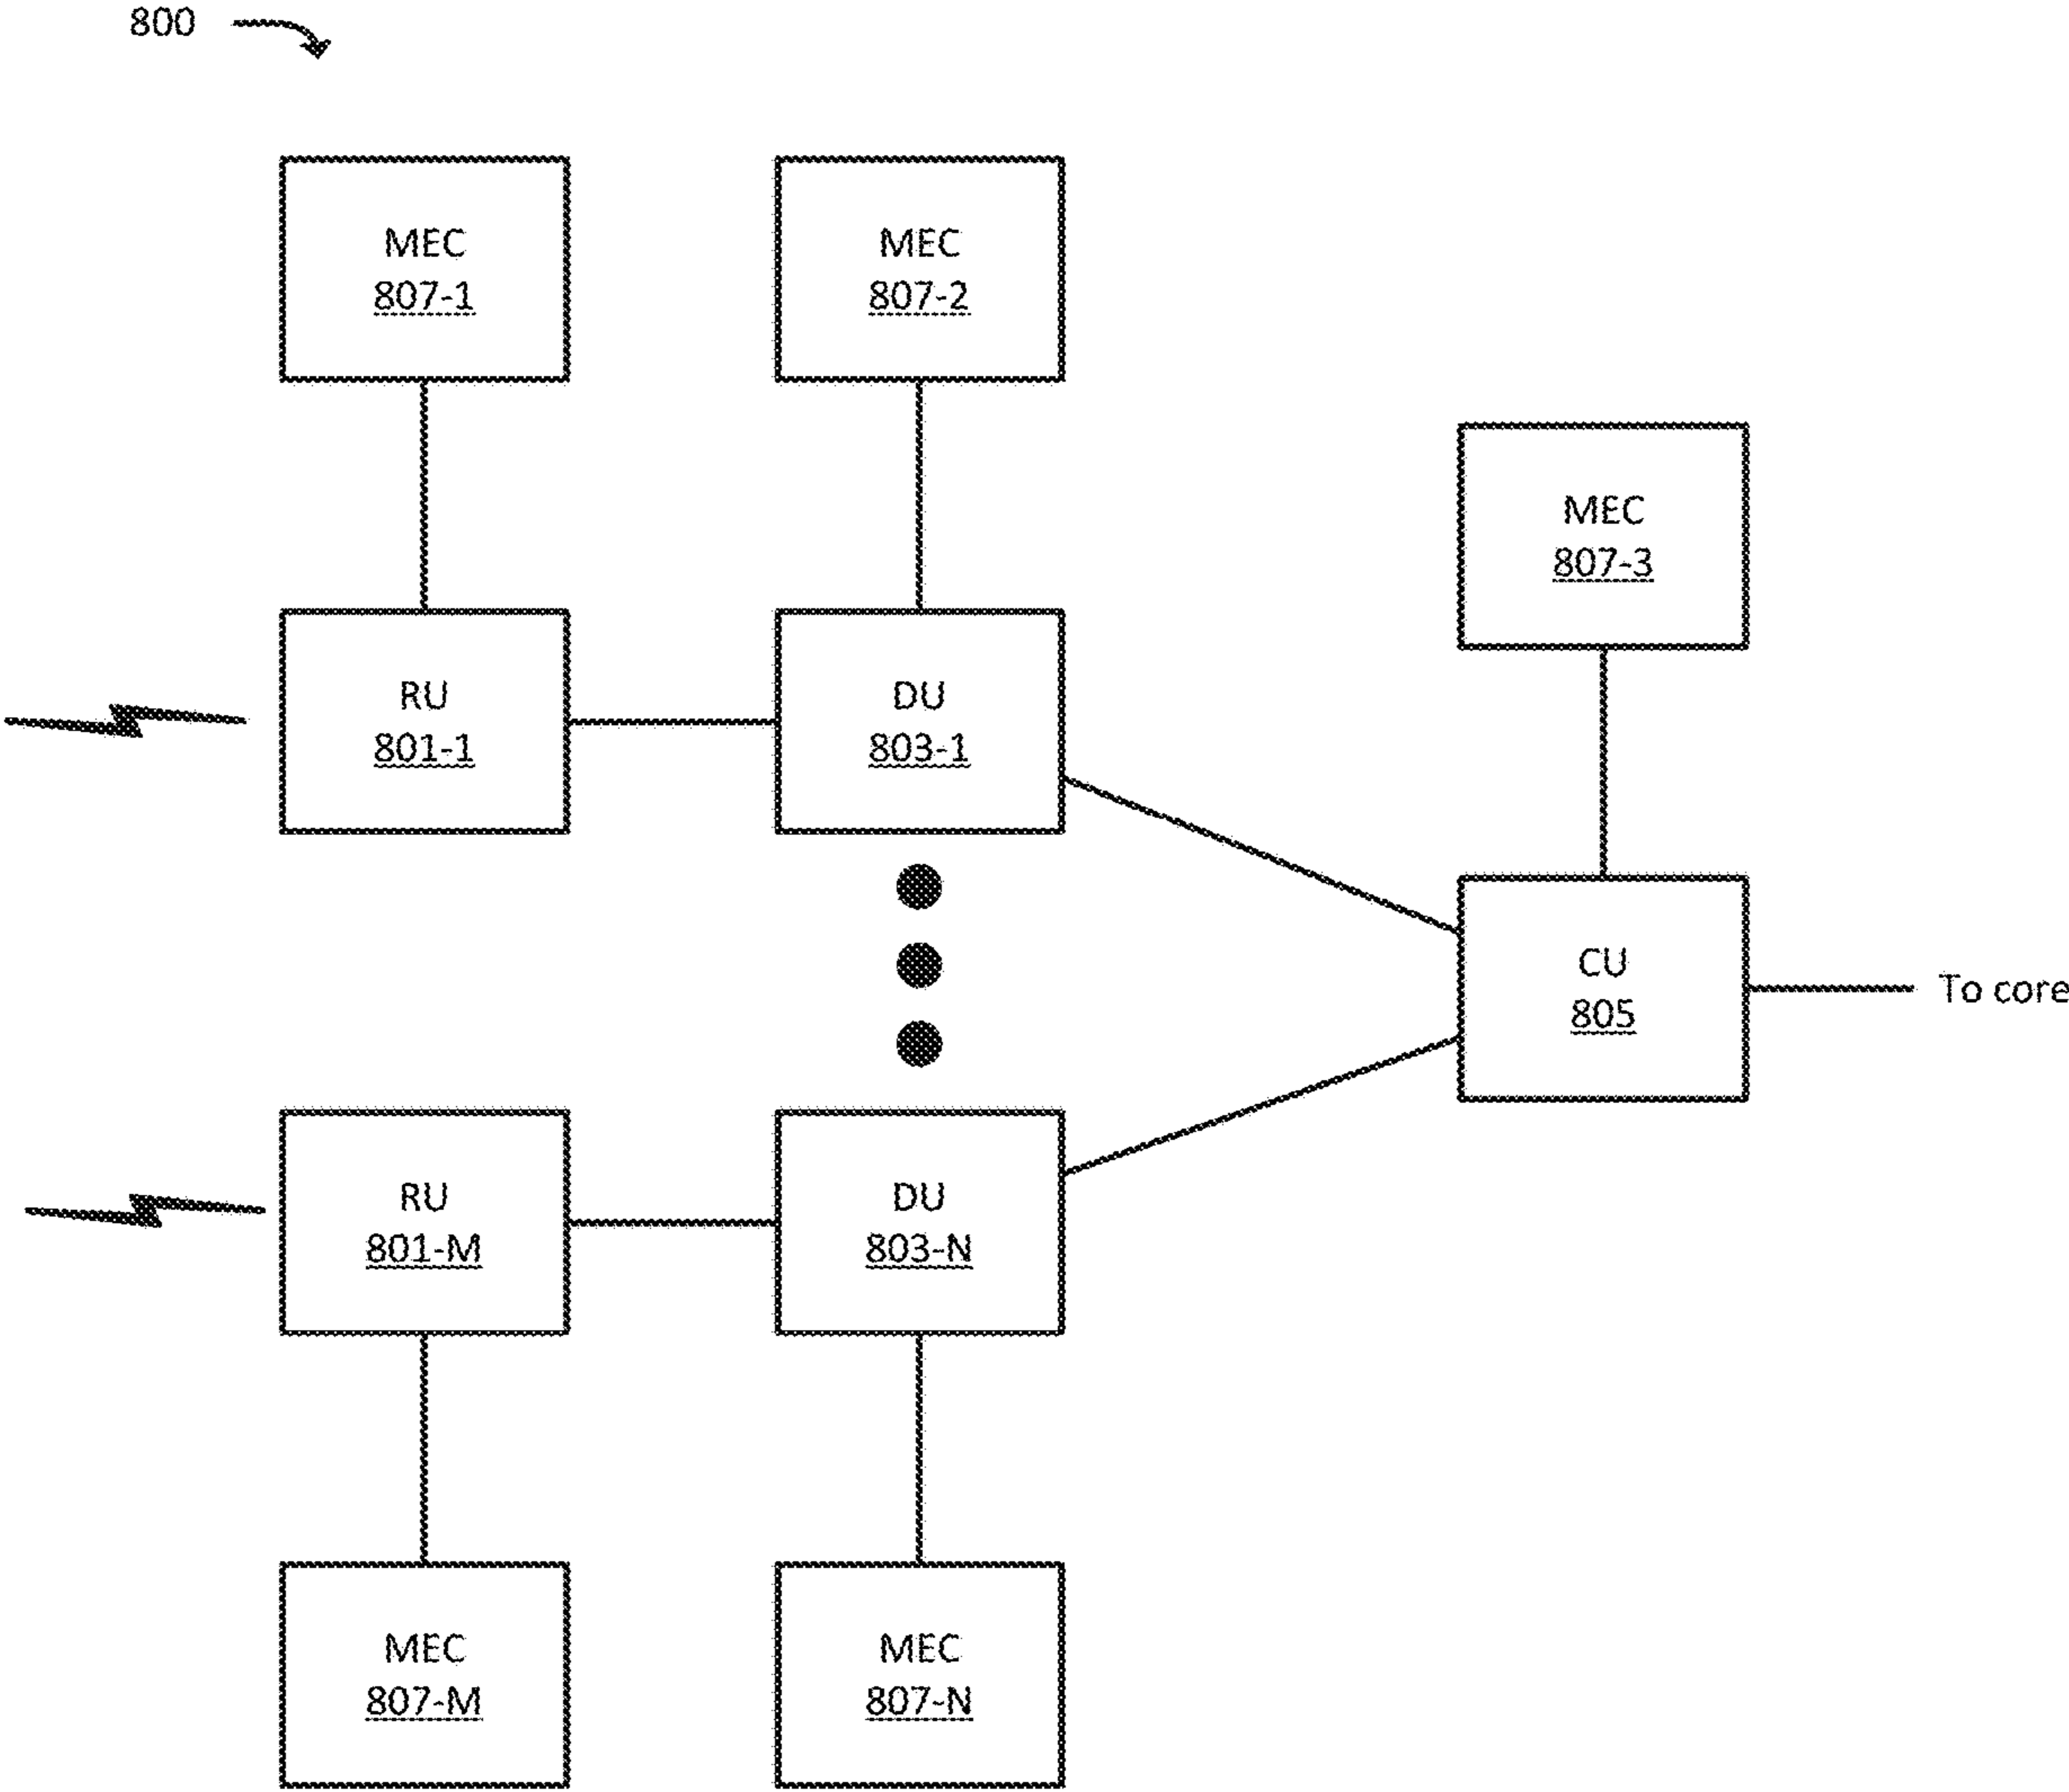 800
MEC
807-1
MEC
807-2
MEC
807-3
RU
801-1
DU
803-1
CU
805
To core
RU
801-M
DU
803-N
MEC
807-M
MEC
807-N